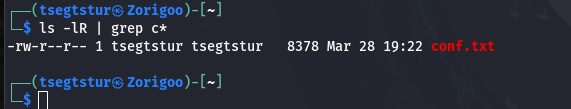 ┌──(tsegtstur㉿Zorigoo)-[~]
└─$ ls -lR | grep c*
-rw-r--r-- 1 tsegtstur tsegtstur   8378 Mar 28 19:22 conf.txt
┌──(tsegtstur㉿Zorigoo)-[~]
└─$